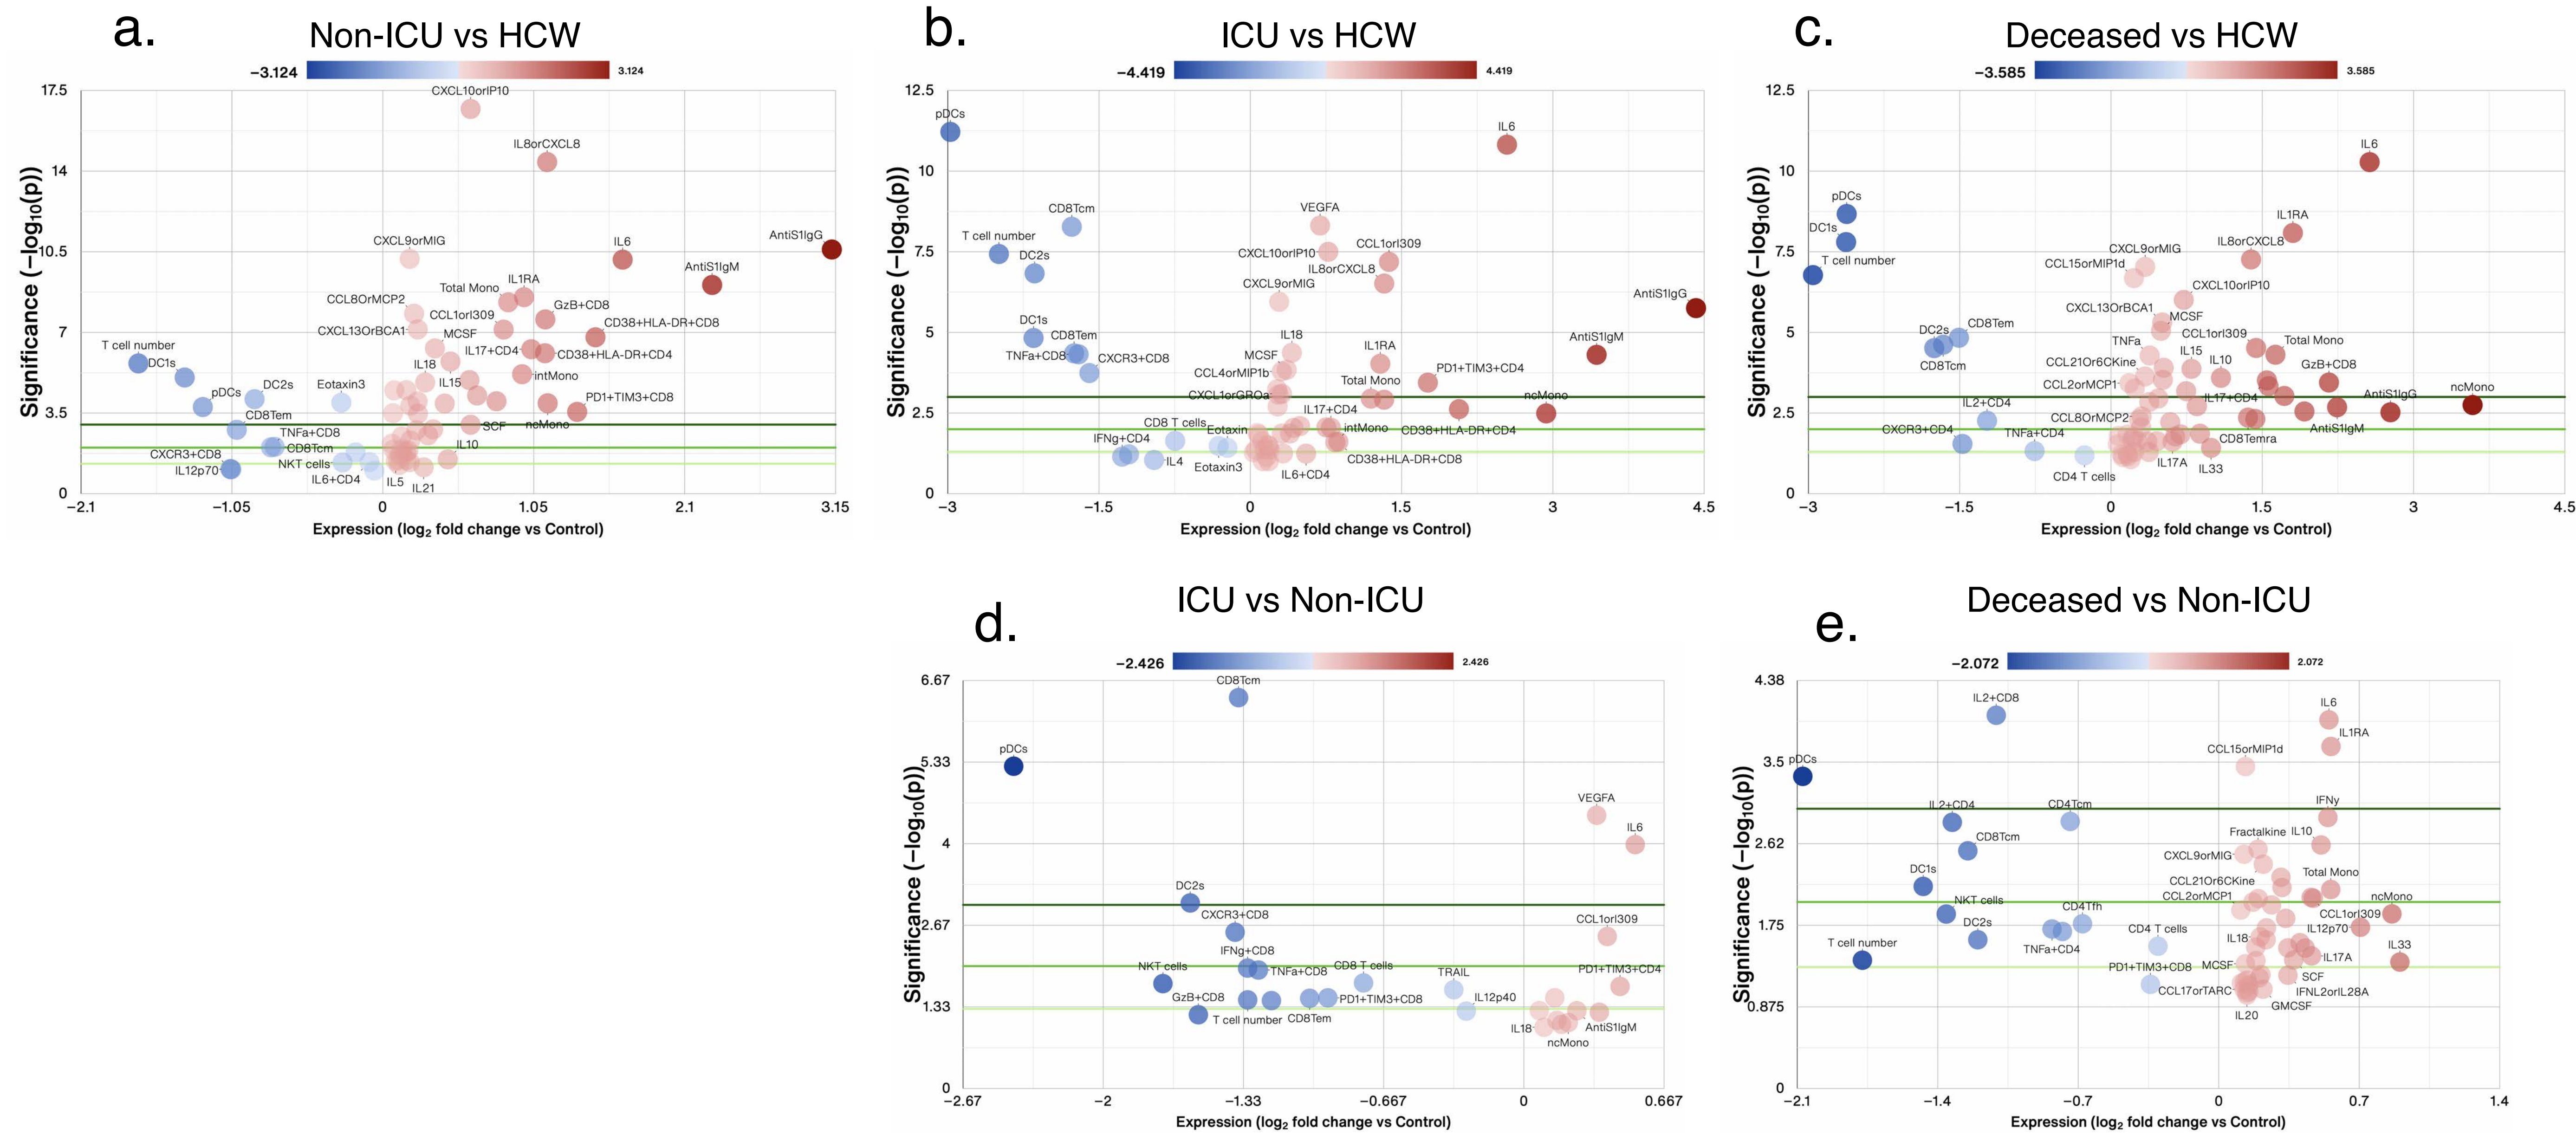 a.
Non-ICU vs HCW
−3.124
3.124
17.5
14
10.5
7
3.5
0
Significance (−log10(p))
CXCL10orIP10
IL8orCXCL8
CXCL9orMIG
IL6
AntiS1IgG
AntiS1IgM
IL1RA
Total Mono
CCL8OrMCP2
GzB+CD8
CCL1orI309
CXCL13OrBCA1
MCSF
CD38+HLA-DR+CD8
T cell number
DC1s
IL17+CD4
CD38+HLA-DR+CD4
IL18
IL15
intMono
pDCs
DC2s
Eotaxin3
PD1+TIM3+CD8
CD8Tem
SCF
ncMono
TNFa+CD8
CD8Tcm
IL10
CXCR3+CD8
IL12p70
NKT cells
IL6+CD4
IL5
IL21
−2.1
−1.05
0
1.05
2.1
3.15
Expression (log2 fold change vs Control)
b.
ICU vs HCW
−4.419
4.419
12.5
10
7.5
5
2.5
0
Significance (−log10(p))
pDCs
IL6
CD8Tcm
VEGFA
T cell number
DC2s
CXCL10orIP10
CCL1orI309
IL8orCXCL8
CXCL9orMIG
AntiS1IgG
DC1s
CD8Tem
TNFa+CD8
CXCR3+CD8
IL18
MCSF
IL1RA
AntiS1IgM
CCL4orMIP1b
PD1+TIM3+CD4
Total Mono
CXCL1orGROa
ncMono
IL17+CD4
CD8 T cells
Eotaxin
intMono
CD38+HLA-DR+CD4
IFNg+CD4
IL4
Eotaxin3
IL6+CD4
CD38+HLA-DR+CD8
−3
−1.5
0
1.5
3
4.5
Expression (log2 fold change vs Control)
c.
Deceased vs HCW
−3.585
3.585
12.5
10
7.5
5
2.5
0
Significance (−log10(p))
IL6
pDCs
DC1s
T cell number
IL1RA
IL8orCXCL8
CXCL9orMIG
CCL15orMIP1d
CXCL10orIP10
CXCL13OrBCA1
MCSF
DC2s
CD8Tem
CD8Tcm
TNFa
CCL1orI309
Total Mono
CCL21Or6CKine
IL15
IL10
GzB+CD8
CCL2orMCP1
IL17+CD4
AntiS1IgG
ncMono
IL2+CD4
CCL8OrMCP2
AntiS1IgM
CXCR3+CD4
TNFa+CD4
CD8Temra
CD4 T cells
IL17A
IL33
−3
−1.5
0
1.5
3
4.5
Expression (log2 fold change vs Control)
d.
ICU vs Non-ICU
−2.426
2.426
6.67
5.33
4
2.67
1.33
0
Significance (−log10(p))
CD8Tcm
pDCs
VEGFA
IL6
DC2s
CXCR3+CD8
CCL1orI309
IFNg+CD8
NKT cells
TNFa+CD8
CD8 T cells
TRAIL
PD1+TIM3+CD4
GzB+CD8
PD1+TIM3+CD8
IL12p40
T cell number
CD8Tem
IL18
AntiS1IgM
ncMono
−2.67
−2
−1.33
−0.667
0
0.667
Expression (log2 fold change vs Control)
e.
Deceased vs Non-ICU
−2.072
2.072
4.38
3.5
2.62
1.75
0.875
0
Significance (−log10(p))
IL2+CD8
IL6
IL1RA
CCL15orMIP1d
pDCs
IL2+CD4
CD4Tcm
IFNy
CD8Tcm
Fractalkine
IL10
CXCL9orMIG
DC1s
CCL21Or6CKine
Total Mono
CCL2orMCP1
ncMono
NKT cells
CD4Tfh
CCL1orI309
DC2s
IL12p70
T cell number
TNFa+CD4
CD4 T cells
IL18
IL33
PD1+TIM3+CD8
MCSF
IL17A
SCF
CCL17orTARC
IFNL2orIL28A
GMCSF
IL20
−2.1
−1.4
−0.7
0
0.7
1.4
Expression (log2 fold change vs Control)